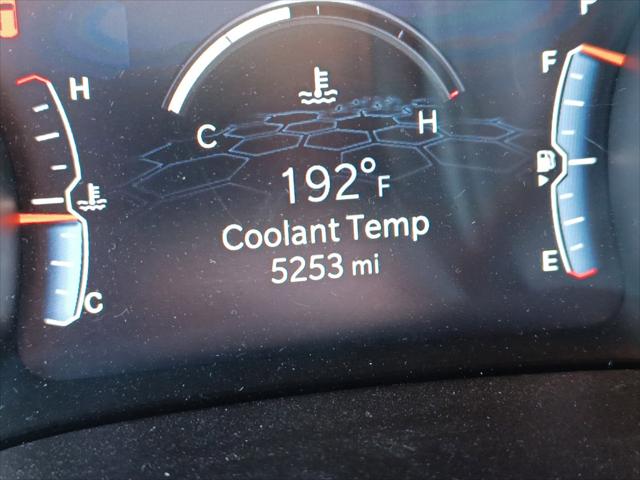 P
H
F
C H
192°F
Coolant Temp
E
5253 mi
C